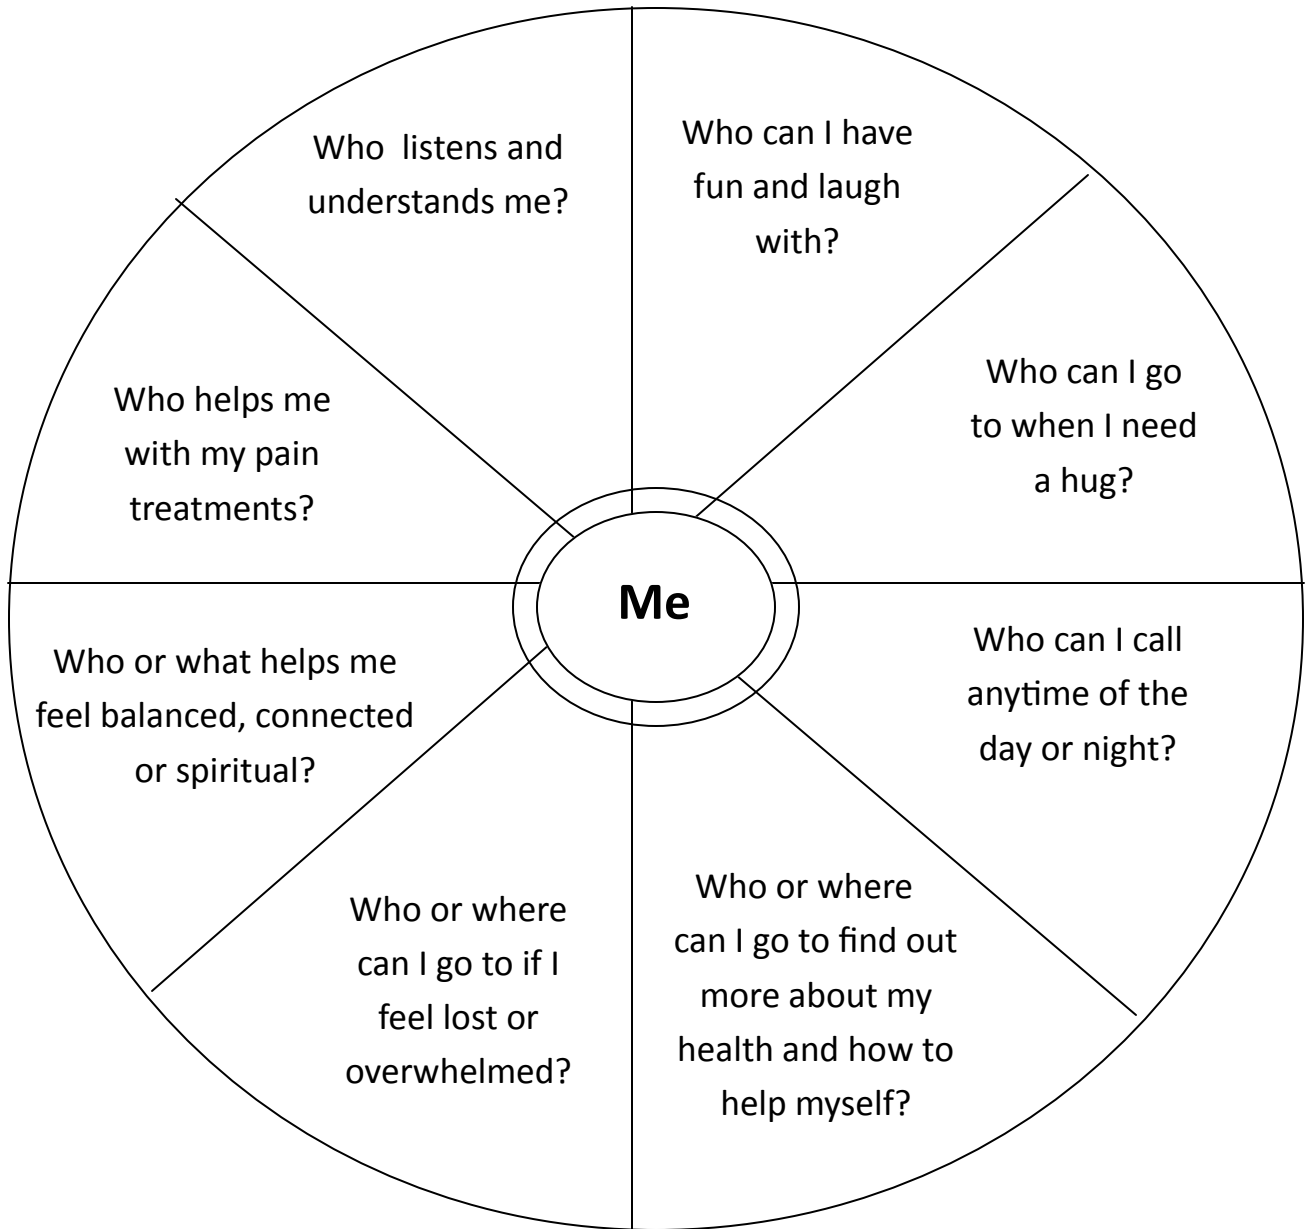 Who  listens and
understands me?
Who can I have
fun and laugh
with?
Who can I go
to when I need
a hug?
Who can I call
anytime of the
day or night?
Who or where
can I go to find out
more about my
health and how to
help myself?
Who or where
can I go to if I
feel lost or
overwhelmed?
Who or what helps me
feel balanced, connected
or spiritual?
Who helps me
with my pain
treatments?
Me